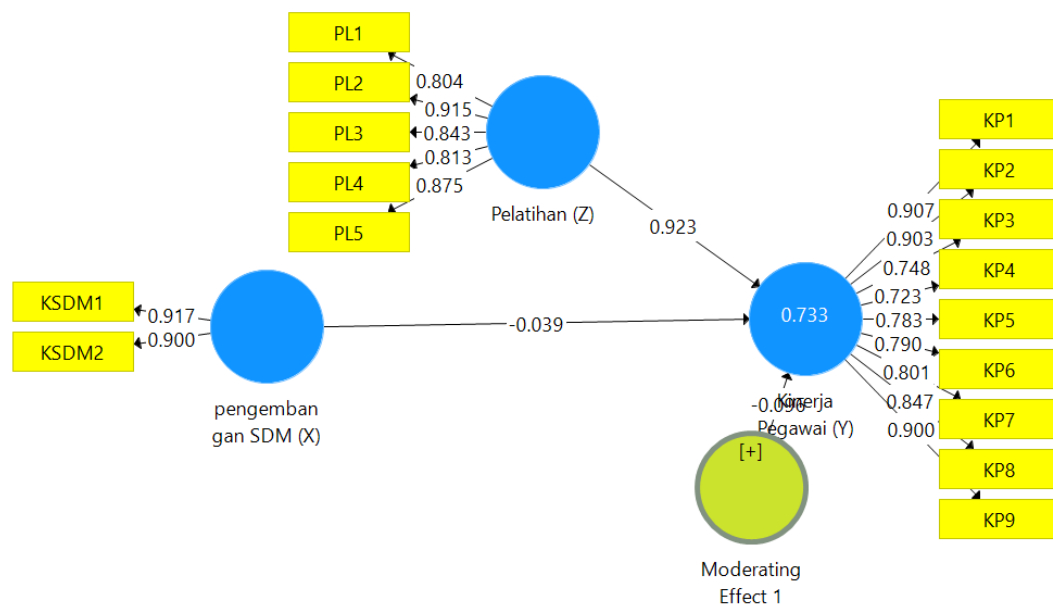 PL1
PL2
PL3
PL4
PL5
0.804
0.915
0.843
0.813
0.875
Pelatihan (Z)
0.923
KSDM1
KSDM2
0.917
0.900
pengemban
gan SDM (X)
-0.039
0.733
Kinerja
Pegawai (Y)
-0.096
[+]
Moderating
Effect 1
0.907
0.903
0.748
0.723
0.783
0.790
0.801
0.847
0.900
KP1
KP2
KP3
KP4
KP5
KP6
KP7
KP8
KP9